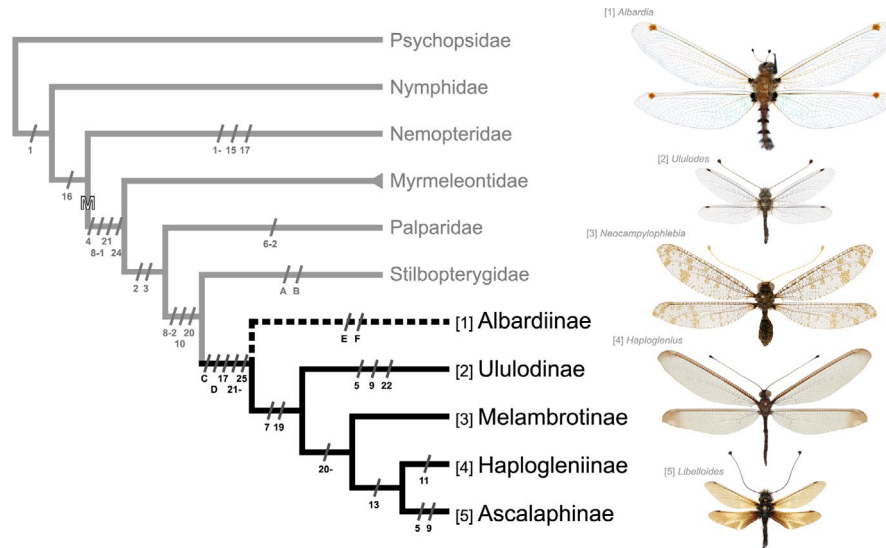 Psychopsidae
Nymphidae
1
Nemopteridae
1- 15 17
16
M
Myrmeleontidae
4 21
8-1 24
Palparidae
6-2
2 3
Stilbopterygidae
A B
8-2 20
10
[1] Albardiinae
E F
C 17 25
D 21-
[2] Ululodinae
5 9 22
7 19
[3] Melambrotinae
20-
[4] Haplogleniinae
11
13
[5] Ascalaphinae
5 9
[1] Albardia
[2] Ululodes
[3] Neocampylophlebia
[4] Haploglenius
[5] Libelloides